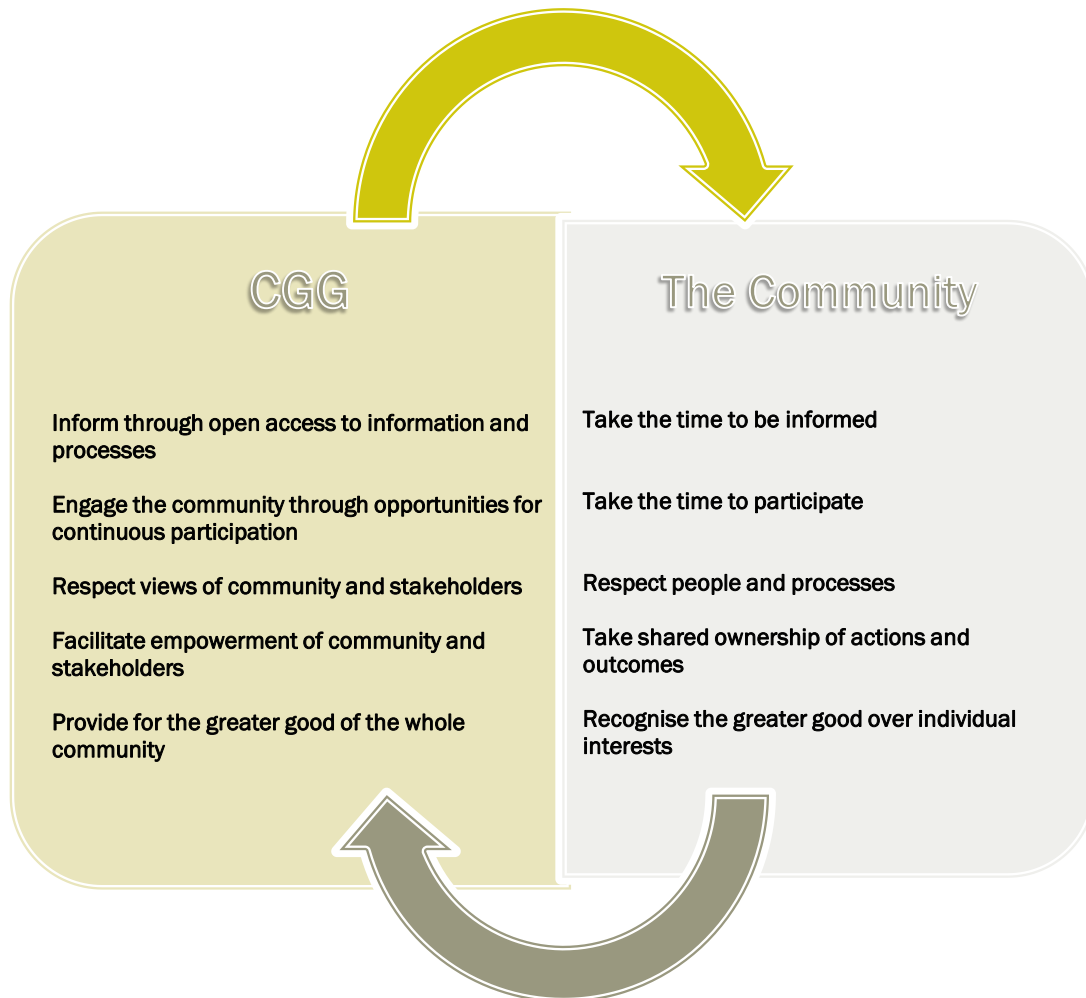 CGG
Inform through open access to information and
processes
Engage the community through opportunities for
continuous participation
Respect views of community and stakeholders
Facilitate empowerment of community and
stakeholders
Provide for the greater good of the whole
community
The Community
Take the time to be informed
Take the time to participate
Respect people and processes
Take shared ownership of actions and
outcomes
Recognise the greater good over individual
interests